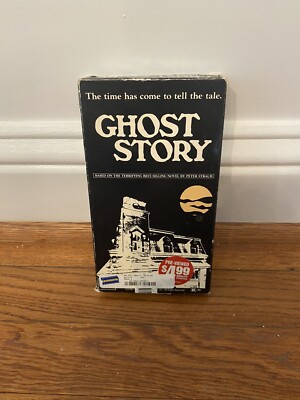 The time has come to tell the tale.
GHOST
STORY
BASED ON THE TERRIFYING BEST-SELLING NOVEL BY PETER STRAUB
PRE-VIEWED
$4.99